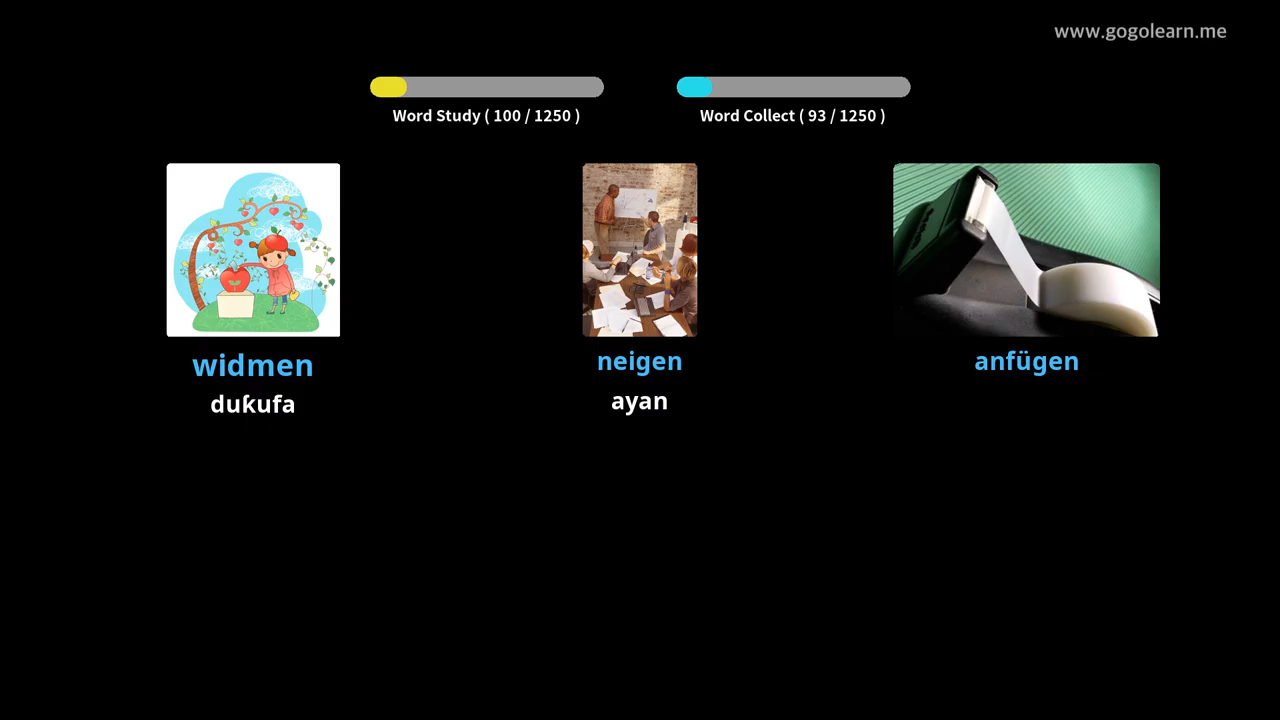 www.gogolearn.me
Word Study ( 100 / 1250 )
Word Collect ( 93 / 1250 )
widmen
neigen
anfügen
duƙufa
ayan